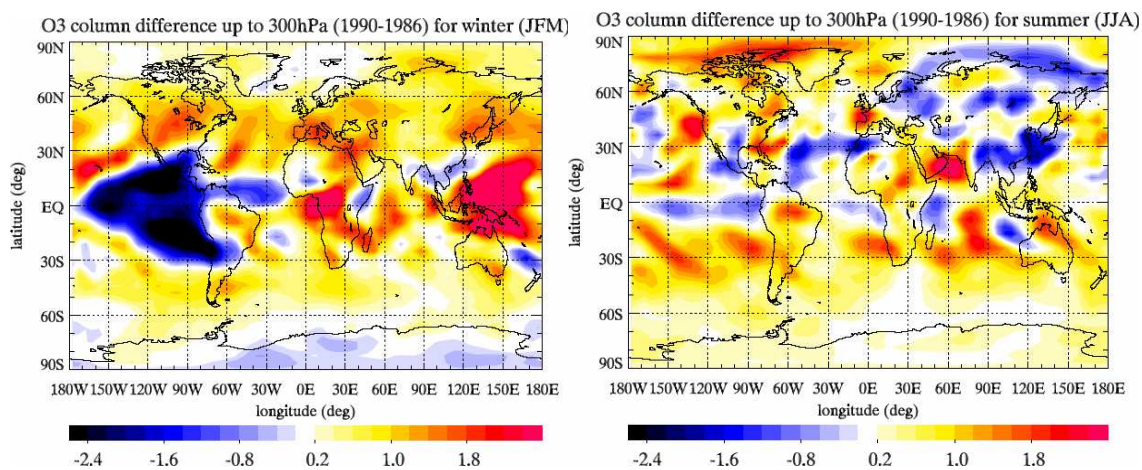 O3 column difference up to 300hPa (1990-1986) for winter (JFM)
90N
60N
30N
EQ
30S
60S
90S
latitude (deg)
180W 150W 120W 90W 60W 30W 0E 30E 60E 90E 120E 150E 180E
longitude (deg)
-2.4 -1.6 -0.8 0.2 1.0 1.8
O3 column difference up to 300hPa (1990-1986) for summer (JJA)
90N
60N
30N
EQ
30S
60S
90S
latitude (deg)
180W 150W 120W 90W 60W 30W 0E 30E 60E 90E 120E 150E 180E
longitude (deg)
-2.4 -1.6 -0.8 0.2 1.0 1.8